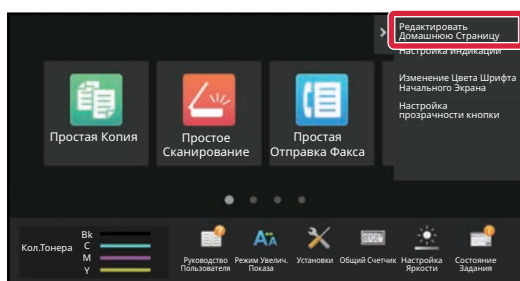 Редактировать
Домашнюю Страницу
Настройка индикации
Изменение Цвета Шрифта
Начального Экрана
Настройка
прозрачности кнопки
Простая Копия
Простое
Сканирование
Простая
Отправка Факса
Кол.Тонера
Bk
C
M
Y
Руководство
Пользователя
Режим Увелич.
Показа
Установки
Общий Счетчик
Настройка
Яркости
Состояние
Задания